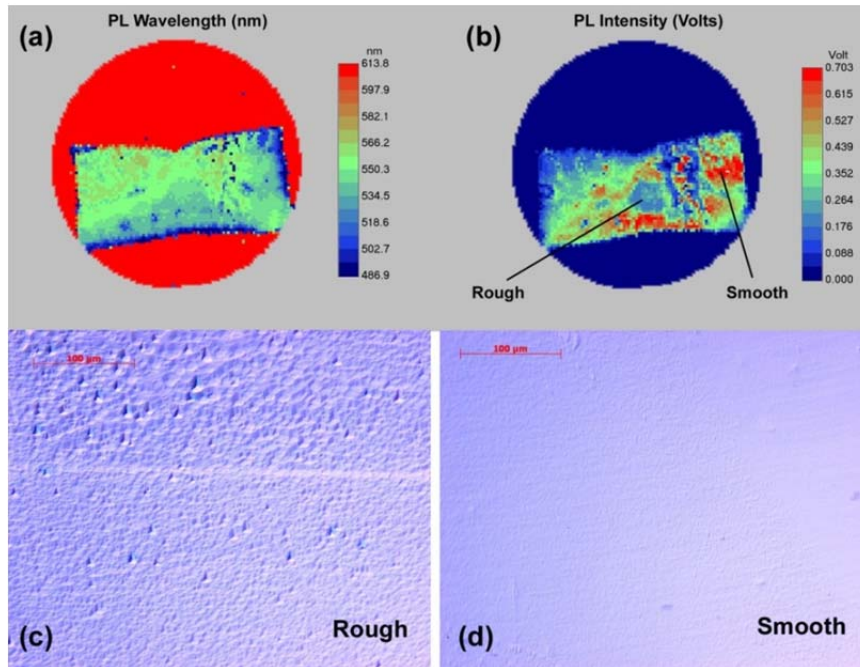 (a)
PL Wavelength (nm)
nm
613.8
597.9
582.1
566.2
550.3
534.5
518.6
502.7
486.9
(b)
PL Intensity (Volts)
Volt
0.703
0.615
0.527
0.439
0.352
0.264
0.176
0.088
0.000
Rough
Smooth
100 µm
(c)
Rough
100 µm
(d)
Smooth